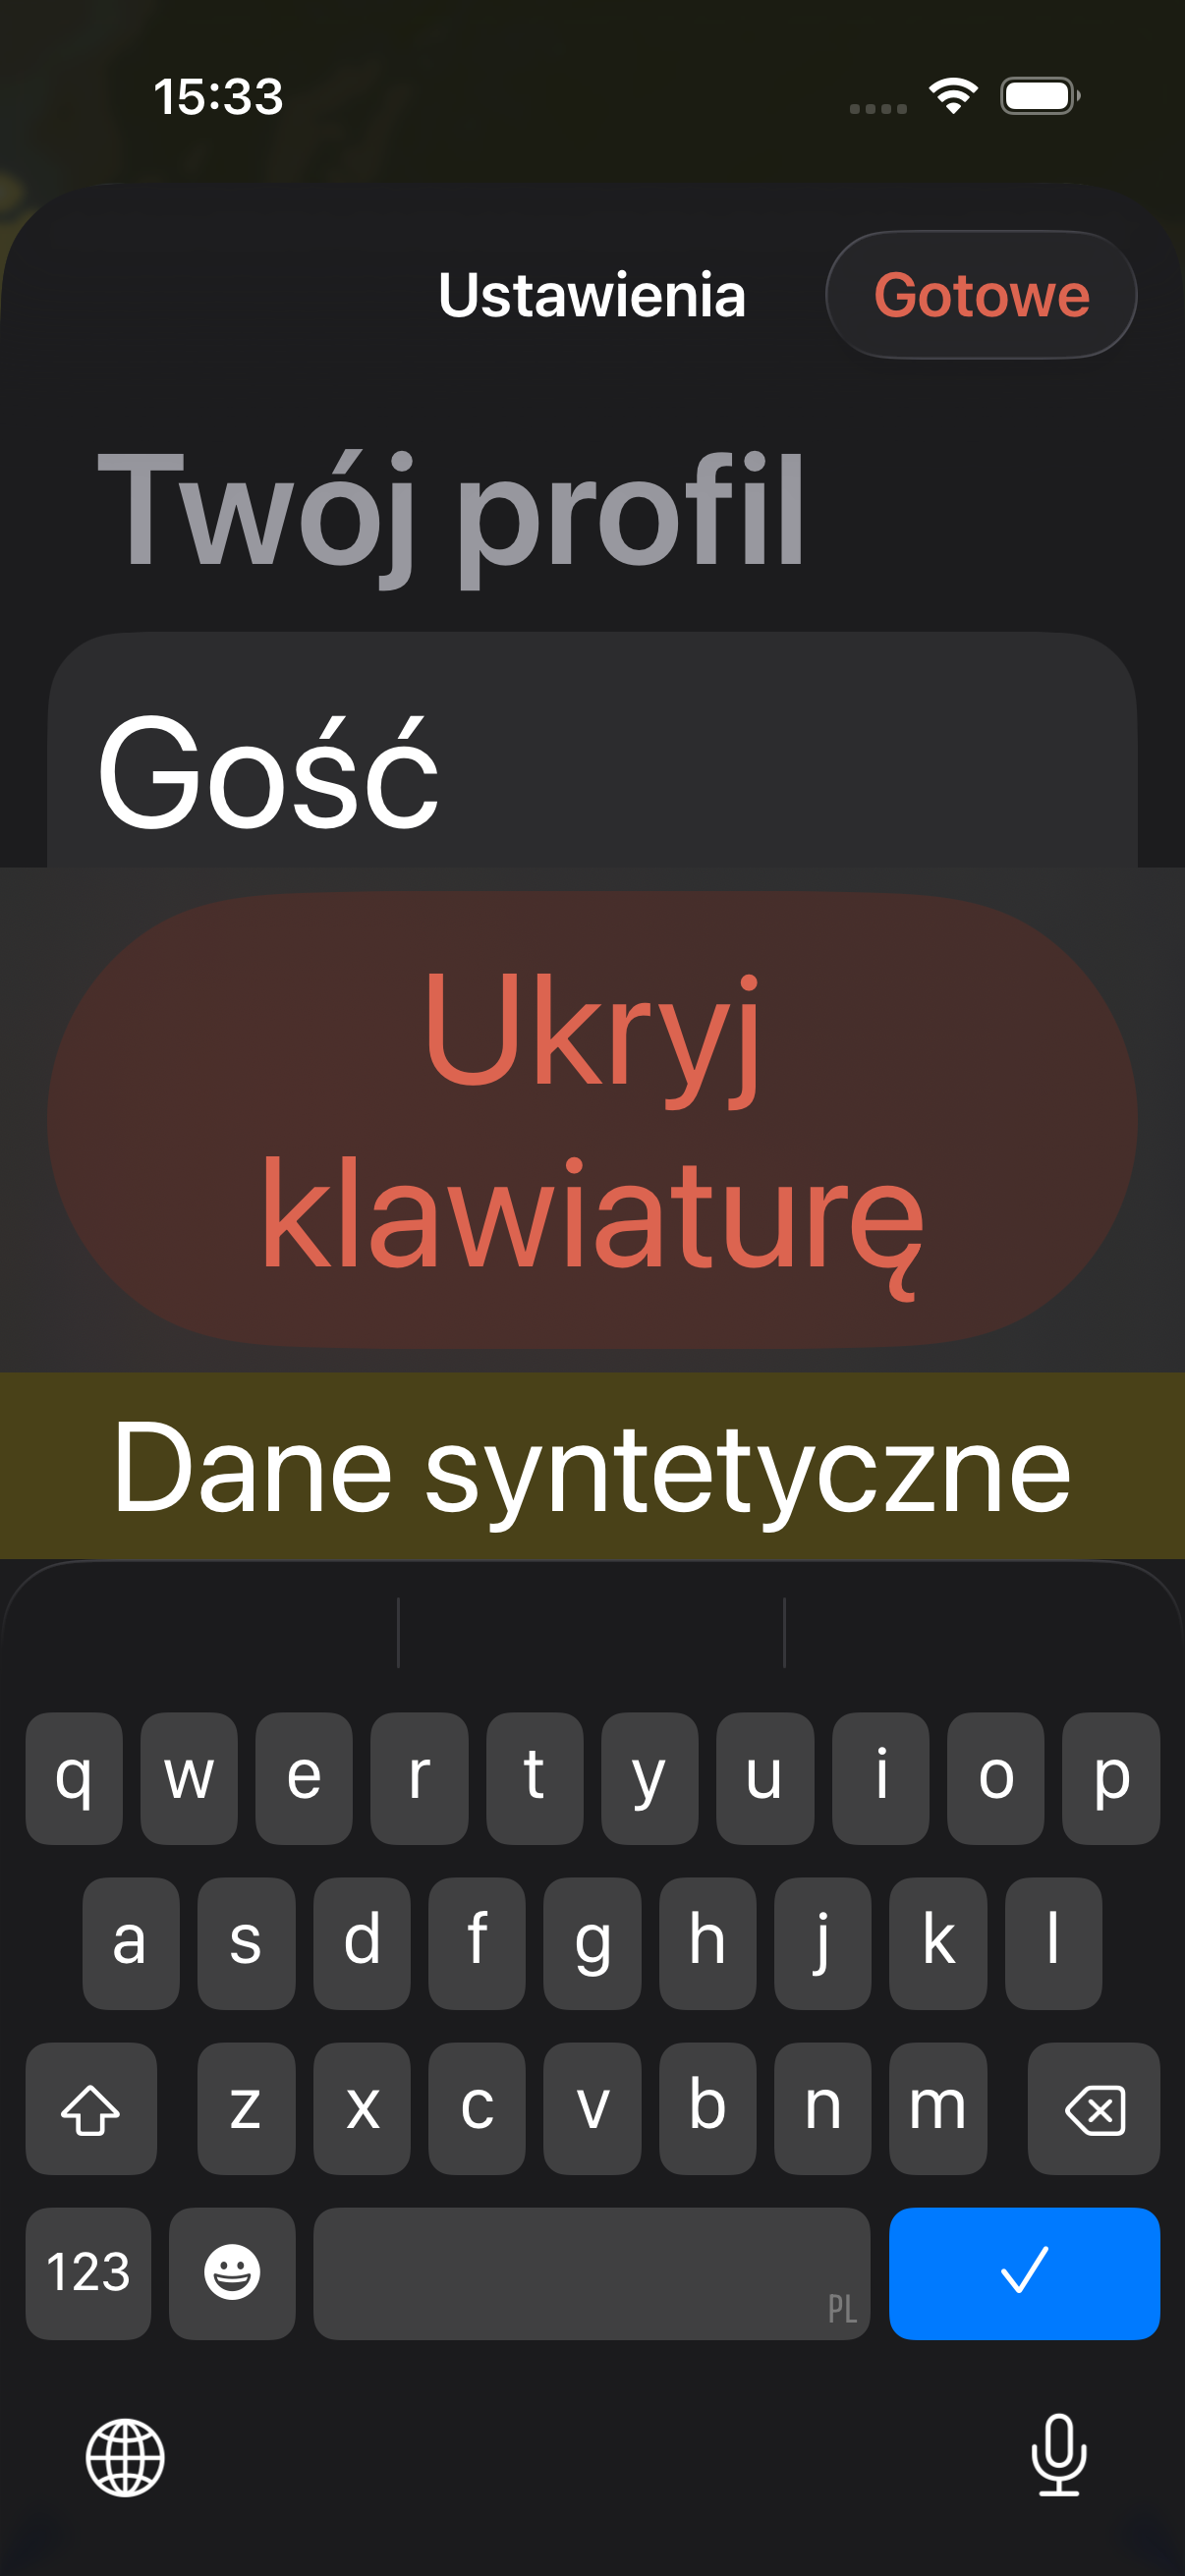 15:33
Ustawienia
Gotowe
Twój profil
Gość
Ukryj
klawiaturę
Dane syntetyczne
q w e r t y u i o p
a s d f g h j k l
z x c v b n m
123
PL